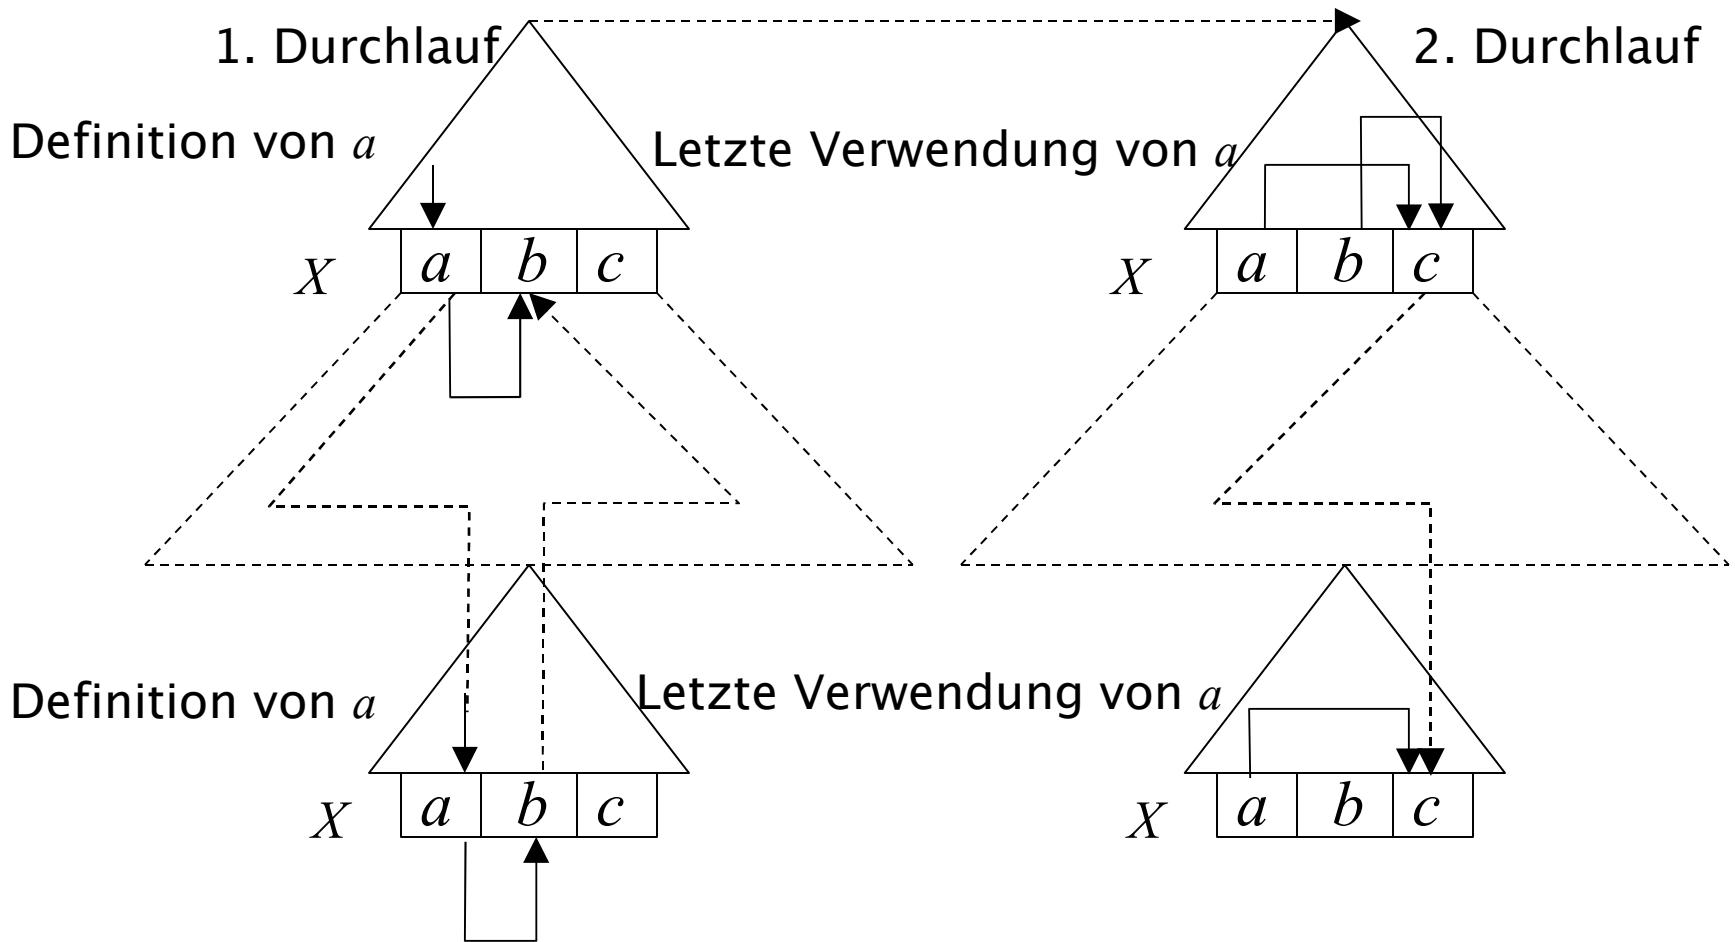 1. Durchlauf
2. Durchlauf
Definition von a
Letzte Verwendung von a
X a b c
X a b c
Definition von a
Letzte Verwendung von a
X a b c
X a b c